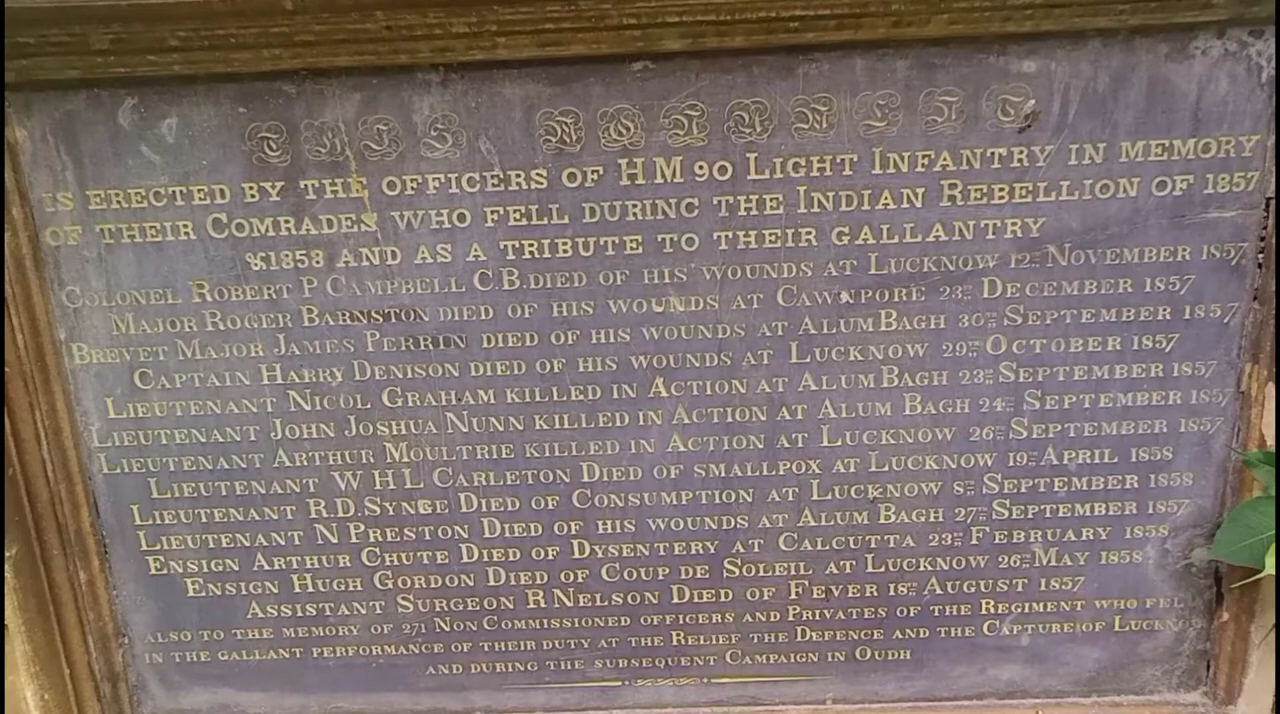 THIS MONUMENT
IS ERECTED BY THE OFFICERS OF HM 90 LIGHT INFANTRY IN MEMORY
OF THEIR COMRADES WHO FELL DURING THE INDIAN REBELLION OF 1857
&1858 AND AS A TRIBUTE TO THEIR GALLANTRY
COLONEL ROBERT P CAMPBELL C.B. DIED OF HIS WOUNDS AT LUCKNOW 12TH NOVEMBER 1857
MAJOR ROGER BARNSTON DIED OF HIS WOUNDS AT CAWNPORE 23RD DECEMBER 1857
BREVET MAJOR JAMES PERRIN DIED OF HIS WOUNDS AT ALUMBAGH 30TH SEPTEMBER 1857
CAPTAIN HARRY DENISON DIED OF HIS WOUNDS AT LUCKNOW 29TH OCTOBER 1857
LIEUTENANT NICOL GRAHAM KILLED IN ACTION AT ALUMBAGH 23RD SEPTEMBER 1857
LIEUTENANT JOHN JOSHUA NUNN KILLED IN ACTION AT ALUM BAGH 24TH SEPTEMBER 1857
LIEUTENANT ARTHUR MOULTRIE KILLED IN ACTION AT LUCKNOW 26TH SEPTEMBER 1857
LIEUTENANT W H L CARLETON DIED OF SMALLPOX AT LUCKNOW 19TH APRIL 1858
LIEUTENANT R.D. SYNGE DIED OF CONSUMPTION AT LUCKNOW 8TH SEPTEMBER 1858
LIEUTENANT N PRESTON DIED OF HIS WOUNDS AT ALUM BAGH 27TH SEPTEMBER 1857
ENSIGN ARTHUR CHUTE DIED OF DYSENTERY AT CALCUTTA 23RD FEBRUARY 1858
ENSIGN HUGH GORDON DIED OF COUP DE SOLEIL AT LUCKNOW 26TH MAY 1858
ASSISTANT SURGEON R NELSON DIED OF FEVER 18TH AUGUST 1857
ALSO TO THE MEMORY OF 271 NON COMMISSIONED OFFICERS AND PRIVATES OF THE REGIMENT WHO FELL
IN THE GALLANT PERFORMANCE OF THEIR DUTY AT THE RELIEF THE DEFENCE AND THE CAPTURE OF LUCKNOW
AND DURING THE SUBSEQUENT CAMPAIGN IN OUDH